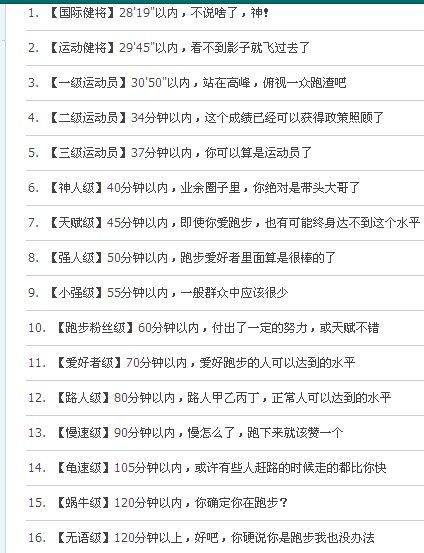 1. 【国际健将】28'19"以内，不说啥了，神!
2. 【运动健将】29'45"以内，看不到影子就飞过去了
3. 【一级运动员】30'50"以内，站在高峰，俯视一众跑渣吧
4. 【二级运动员】34分钟以内，这个成绩已经可以获得政策照顾了
5. 【三级运动员】37分钟以内，你可以算是运动员了
6. 【神人级】40分钟以内，业余圈子里，你绝对是带头大哥了
7. 【天赋级】45分钟以内，即使你爱跑步，也有可能终身达不到这个水平
8. 【强人级】50分钟以内，跑步爱好者里面算是很棒的了
9. 【小强级】55分钟以内，一般群众中应该很少
10. 【跑步粉丝级】60分钟以内，付出了一定的努力，或天赋不错
11. 【爱好者级】70分钟以内，爱好跑步的人可以达到的水平
12. 【路人级】80分钟以内，路人甲乙丙丁，正常人可以达到的水平
13. 【慢速级】90分钟以内，慢怎么了，跑下来就该赞一个
14. 【龟速级】105分钟以内，或许有些人赶路的时候走的都比你快
15. 【蜗牛级】120分钟以内，你确定你在跑步？
16. 【无语级】120分钟以上，好吧，你硬说你是跑步我也没办法